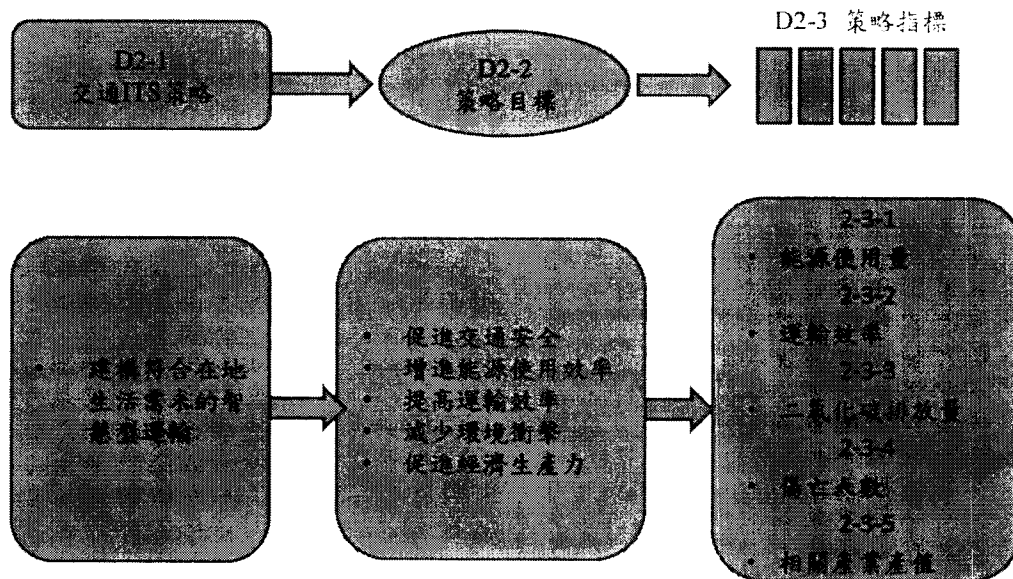 D2-1
交通ITS策略
D2-2
策略目標
D2-3 策略指標
• 建構符合在地
生活需求的智
慧型運輸
• 促進交通安全
• 增進能源使用效率
• 提高運輸效率
• 減少環境衝擊
• 促進經濟生產力
2-3-1
• 能源使用量
2-3-2
• 運輸效率
2-3-3
• 二氧化碳排放量
2-3-4
• 傷亡人數
2-3-5
• 相關產業產值